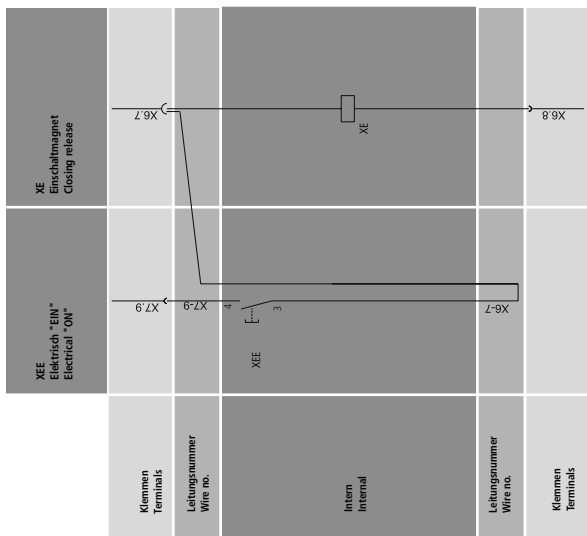 XEE
Elektrisch "EIN"
Electrical "ON"
XE
Einschaltmagnet
Closing release
Klemmen
Terminals
X7.9
X6.7
Leitungsnummer
Wire no.
X7-9
Intern
Internal
4
3
XEE
XE
Leitungsnummer
Wire no.
X6-7
Klemmen
Terminals
X6.8